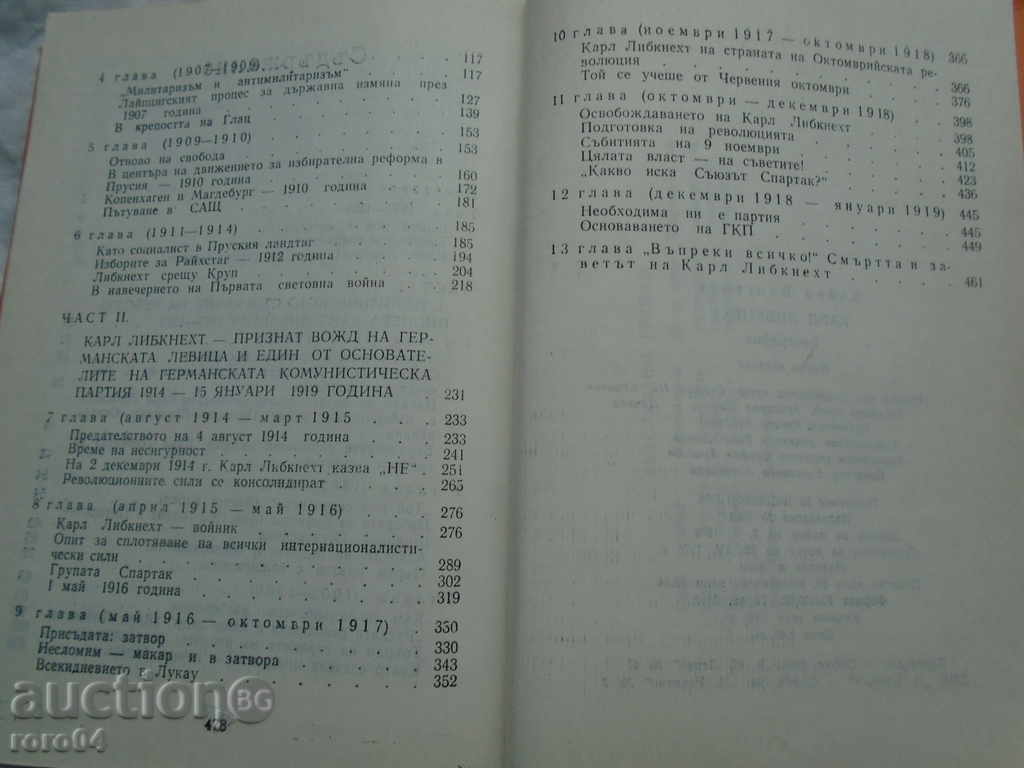 4 глава (1907—1909) . . . . . 117
„Милитаризъм и антимилитаризъм“ . . 117
Лайпцигският процес за държавна измяна през
1907 година . . . . . 127
В крепостта на Глац . . . . . 139
5 глава (1909—1910) . . . . . 153
Отново на свобода . . . . . 153
В центъра на движението за избирателна реформа в
Прусия — 1910 година . . . . . 160
Копенхаген и Магдебург — 1910 година . . 172
Пътуване в САЩ . . . . . 181
6 глава (1911—1914) . . . . . 185
Като социалист в Пруския ландтаг . . . 185
Изборите за Райхстаг — 1912 година . . . 194
Либкнехт срещу Круп . . . . . 204
В навечерието на Първата световна война . . 218
ЧАСТ II.
КАРЛ ЛИБКНЕХТ — ПРИЗНАТ ВОЖД НА ГЕР-
МАНСКАТА ЛЕВИЦА И ЕДИН ОТ ОСНОВАТЕ-
ЛИТЕ НА ГЕРМАНСКАТА КОМУНИСТИЧЕСКА
ПАРТИЯ 1914 — 15 ЯНУАРИ 1919 ГОДИНА . 231
7 глава (август 1914 — март 1915 . . . 233
Предателството на 4 август 1914 година . . 233
Време на несигурност . . . . . 241
На 2 декември 1914 г. Карл Либкнехт казва „НЕ“ . 251
Революционните сили се консолидират . . . 265
8 глава (април 1915 — май 1916) . . . 276
Карл Либкнехт — войник . . . . . 276
Опит за сплотяване на всички интернационалисти-
чески сили . . . . . 289
Групата Спартак . . . . . 302
1 май 1916 година . . . . . 319
9 глава (май 1916 — октомври 1917) . . 350
Присъдата: затвор . . . . . 330
Несломим — макар и в затвора . . . . 343
Всекидневието в Лукау . . . . . 352
478
10 глава (ноември 1917 — октомври 1918) 366
Карл Либкнехт на страната на Октомврийската ре-
волюция . . . . . 366
Той се учеше от Червения октомври . . . 376
11 глава (октомври — декември 1918) . 398
Освобождаването на Карл Либкнехт . . . 398
Подготовка на революцията . . . . 405
Събитията на 9 ноември . . . . . 412
Цялата власт — на съветите! . . . . 423
„Какво иска Съюзът Спартак?“ . . . . 436
12 глава (декември 1918 — януари 1919) 445
Необходима ни е партия . . . . . 445
Основаването на ГКП . . . . . 449
13 глава „Въпреки всичко!“ Смъртта и за-
ветът на Карл Либкнехт . . . . . 461
auctionBG
roro64